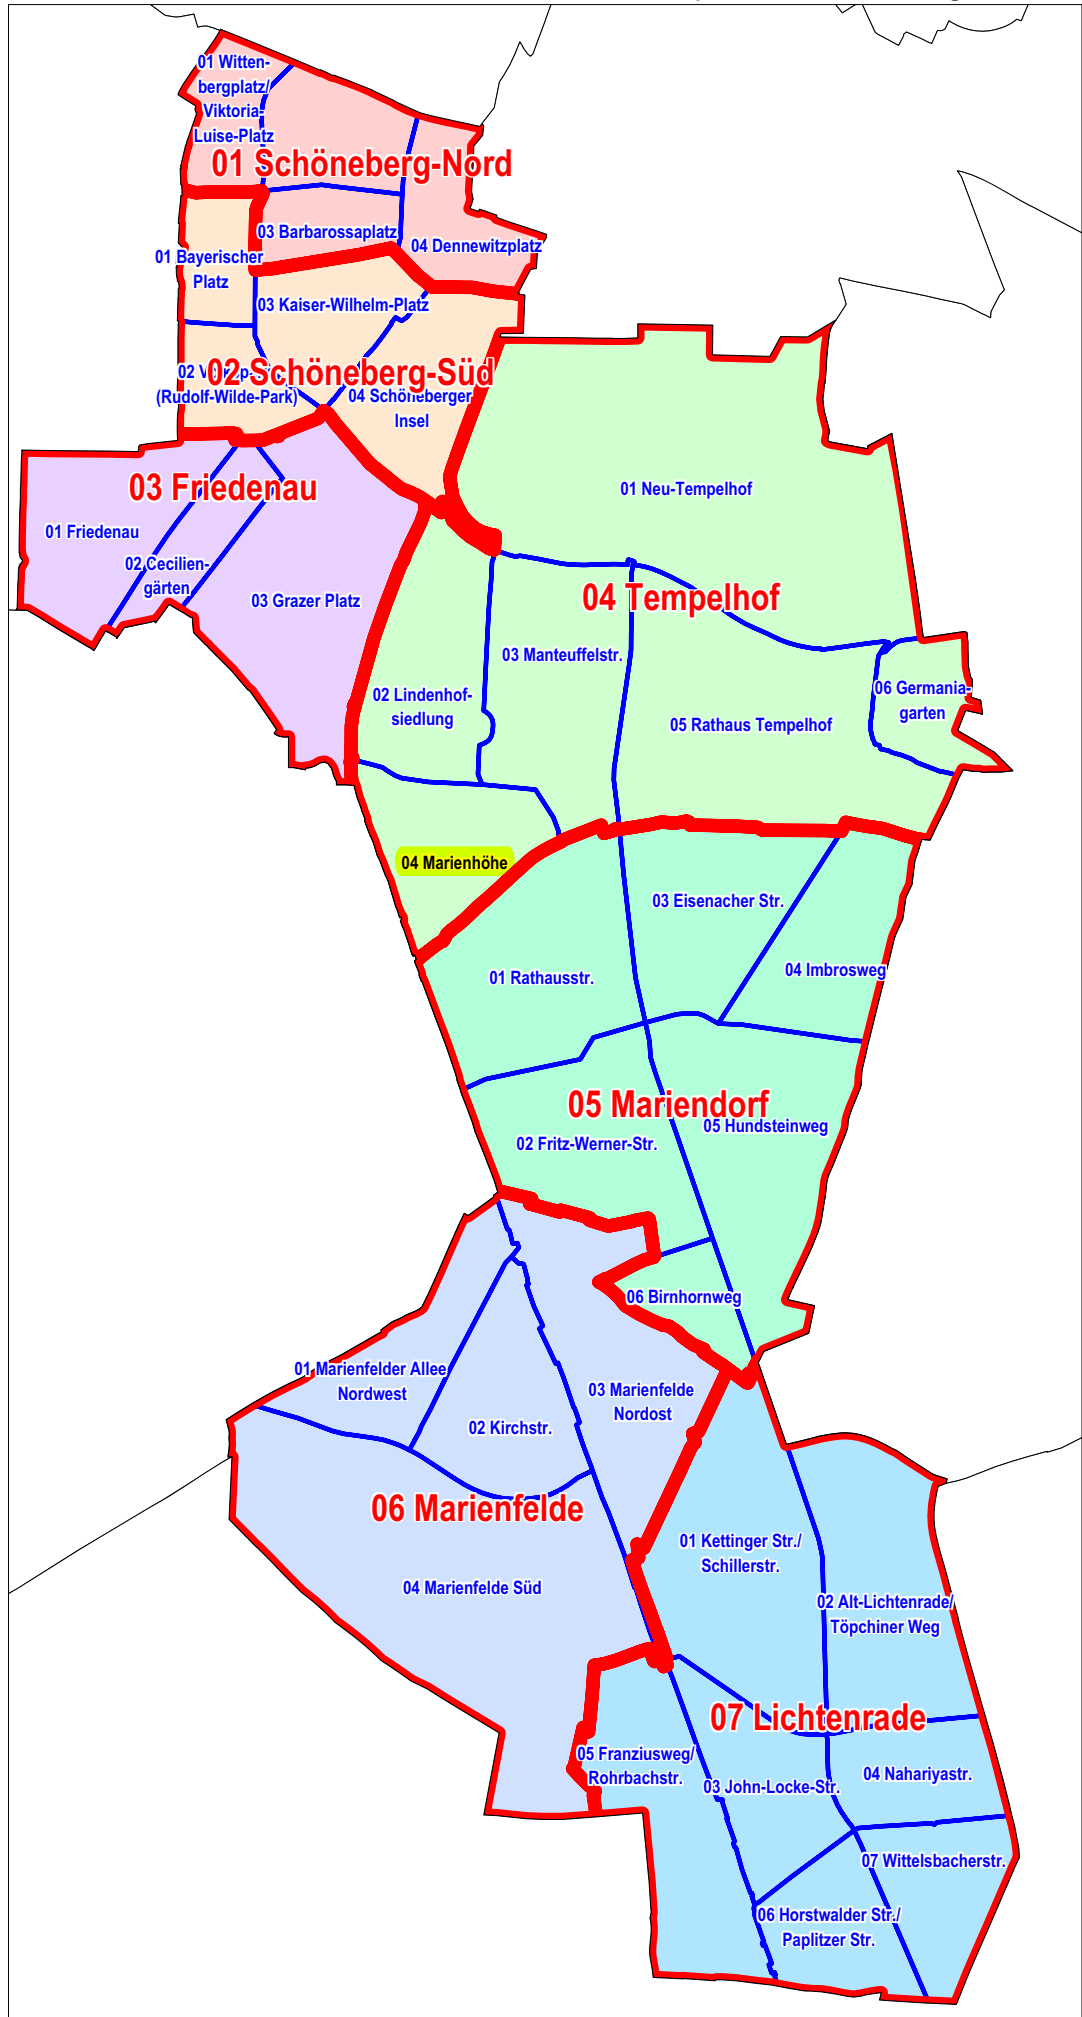 01 Witten-
bergplatz/
Viktoria-
Luise-Platz
01 Schöneberg-Nord
03 Barbarossaplatz
04 Dennewitzplatz
01 Bayerischer
Platz
03 Kaiser-Wilhelm-Platz
02 Schöneberg-Süd
02
(Rudolf-Wilde-Park)
04 Schöneberger
Insel
03 Friedenau
01 Friedenau
02 Cecilien-
gärten
03 Grazer Platz
01 Neu-Tempelhof
04 Tempelhof
03 Manteuffelstr.
02 Lindenhof-
siedlung
05 Rathaus Tempelhof
06 Germania-
garten
04 Marienhöhe
03 Eisenacher Str.
01 Rathausstr.
04 Imbrosweg
05 Mariendorf
02 Fritz-Werner-Str.
05 Hundsteinweg
06 Birnhornweg
01 Marienfelder Allee
Nordwest
03 Marienfelde
Nordost
02 Kirchstr.
06 Marienfelde
04 Marienfelde Süd
01 Kettinger Str./
Schillerstr.
02 Alt-Lichtenrade/
Töpchiner Weg
07 Lichtenrade
05 Franziusweg/
Rohrbachstr.
03 John-Locke-Str.
04 Nahariyastr.
07 Wittelsbacherstr.
06 Horstwalder Str./
Paplitzer Str.